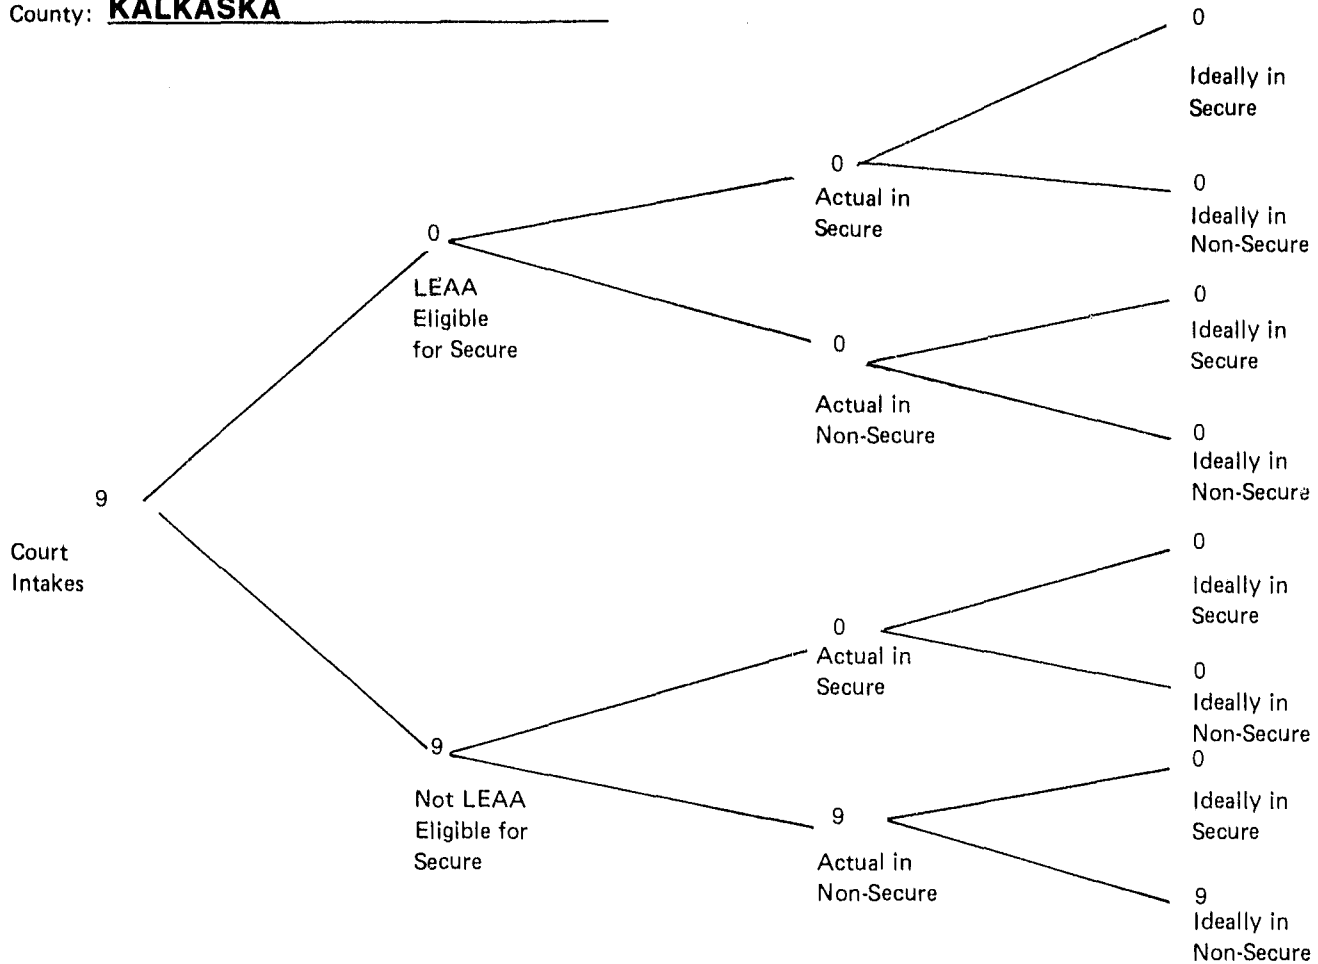 County: KALKASKA
0
Ideally in
Secure
0
Actual in
Secure
0
Ideally in
Non-Secure
0
LEAA
Eligible
for Secure
0
Ideally in
Secure
0
Actual in
Non-Secure
0
Ideally in
Non-Secure
9
Court
Intakes
0
Ideally in
Secure
0
Actual in
Secure
0
Ideally in
Non-Secure
9
Not LEAA
Eligible for
Secure
0
Ideally in
Secure
9
Actual in
Non-Secure
9
Ideally in
Non-Secure